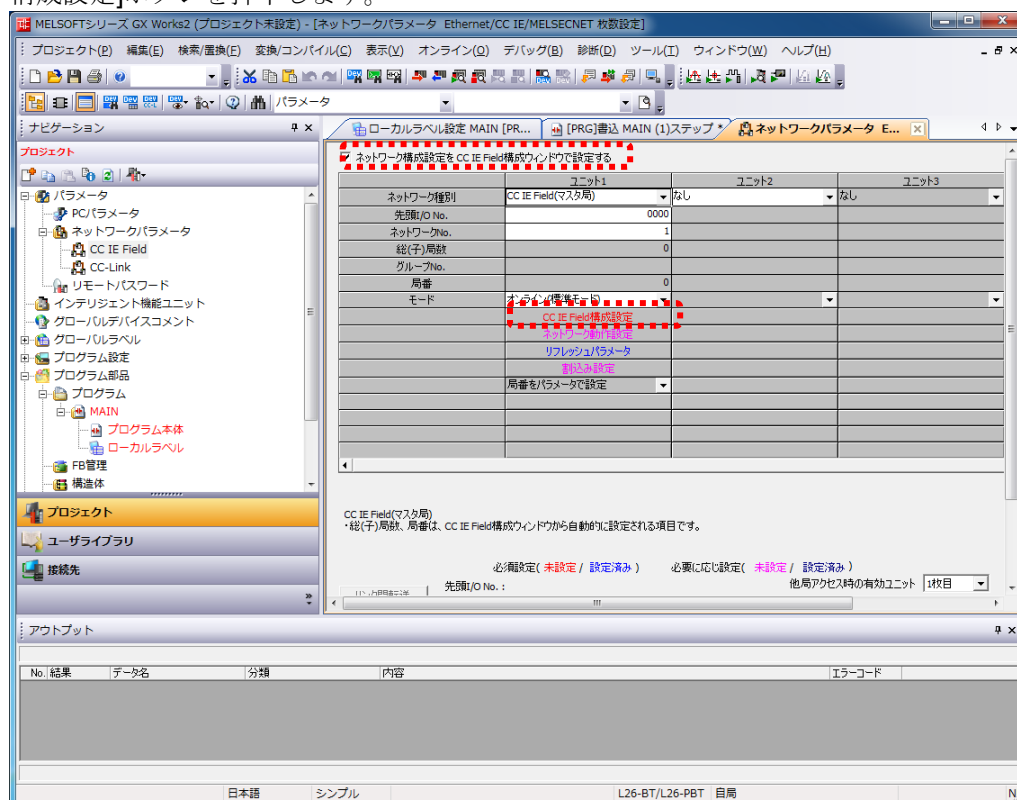 構成設定]ボタンを押下します。
MELSOFTシリーズ GX Works2 (プロジェクト未設定) - [ネットワークパラメータ Ethernet/CC IE/MELSECNET 枚数設定]
プロジェクト(P) 編集(E) 検索/置換(F) 変換/コンパイル(C) 表示(V) オンライン(O) デバッグ(B) 診断(D) ツール(T) ウィンドウ(W) ヘルプ(H)
パラメータ
ナビゲーション
ローカルラベル設定 MAIN [PR... [PRG]書込 MAIN (1)ステップ * ネットワークパラメータ E...
プロジェクト
パラメータ
PCパラメータ
ネットワークパラメータ
CC IE Field
CC-Link
リモートパスワード
インテリジェント機能ユニット
グローバルデバイスコメント
グローバルラベル
プログラム設定
プログラム部品
プログラム
MAIN
プログラム本体
ローカルラベル
FB管理
構造体
プロジェクト
ユーザライブラリ
接続先
ネットワーク構成設定をCC IE Field構成ウィンドウで設定する
ユニット1 ユニット2 ユニット3
ネットワーク種別 CC IE Field(マスタ局) なし なし
先頭I/O No. 0000
ネットワークNo. 1
総(子)局数 0
グループNo.
局番 0
モード オンライン(標準モード)
CC IE Field構成設定
ネットワーク動作設定
リフレッシュパラメータ
割込み設定
局番をパラメータで設定
CC IE Field(マスタ局)
・総(子)局数、局番は、CC IE Field構成ウィンドウから自動的に設定される項目です。
必須設定( 未設定 / 設定済み ) 必要に応じ設定( 未設定 / 設定済み )
先頭I/O No. : 他局アクセス時の有効ユニット 1枚目
アウトプット
No. 結果 データ名 分類 内容 エラーコード
日本語 シンプル L26-BT/L26-PBT 自局 N